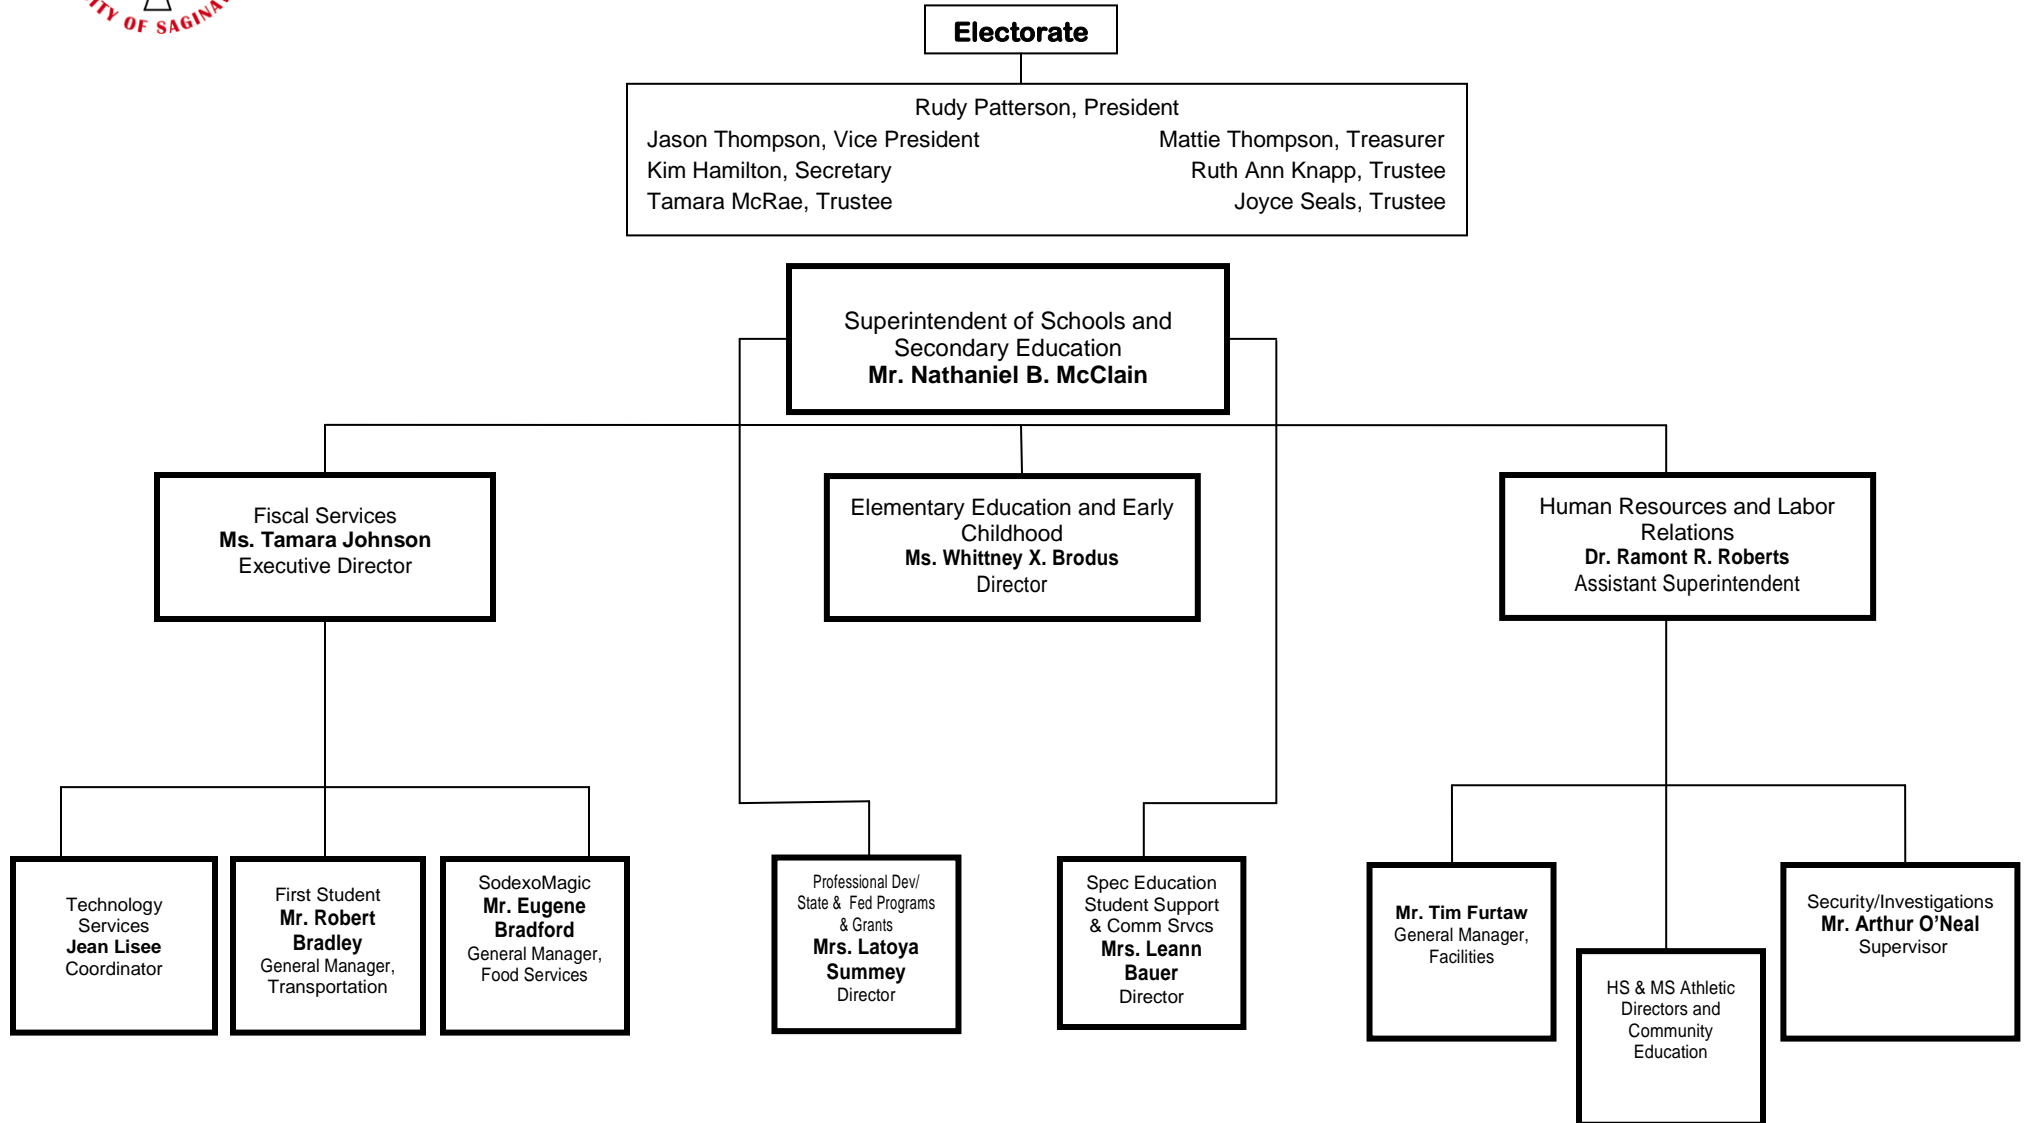 OF SAGINAW
Electorate
Rudy Patterson, President
Jason Thompson, Vice President Mattie Thompson, Treasurer
Kim Hamilton, Secretary Ruth Ann Knapp, Trustee
Tamara McRae, Trustee Joyce Seals, Trustee
Superintendent of Schools and
Secondary Education
Mr. Nathaniel B. McClain
Fiscal Services
Ms. Tamara Johnson
Executive Director
Elementary Education and Early
Childhood
Ms. Whittney X. Brodus
Director
Human Resources and Labor
Relations
Dr. Ramont R. Roberts
Assistant Superintendent
Technology
Services
Jean Lisee
Coordinator
First Student
Mr. Robert
Bradley
General Manager,
Transportation
SodexoMagic
Mr. Eugene
Bradford
General Manager,
Food Services
Professional Dev/
State & Fed Programs
& Grants
Mrs. Latoya
Summey
Director
Spec Education
Student Support
& Comm Srvcs
Mrs. Leann
Bauer
Director
Mr. Tim Furtaw
General Manager,
Facilities
HS & MS Athletic
Directors and
Community
Education
Security/Investigations
Mr. Arthur O’Neal
Supervisor